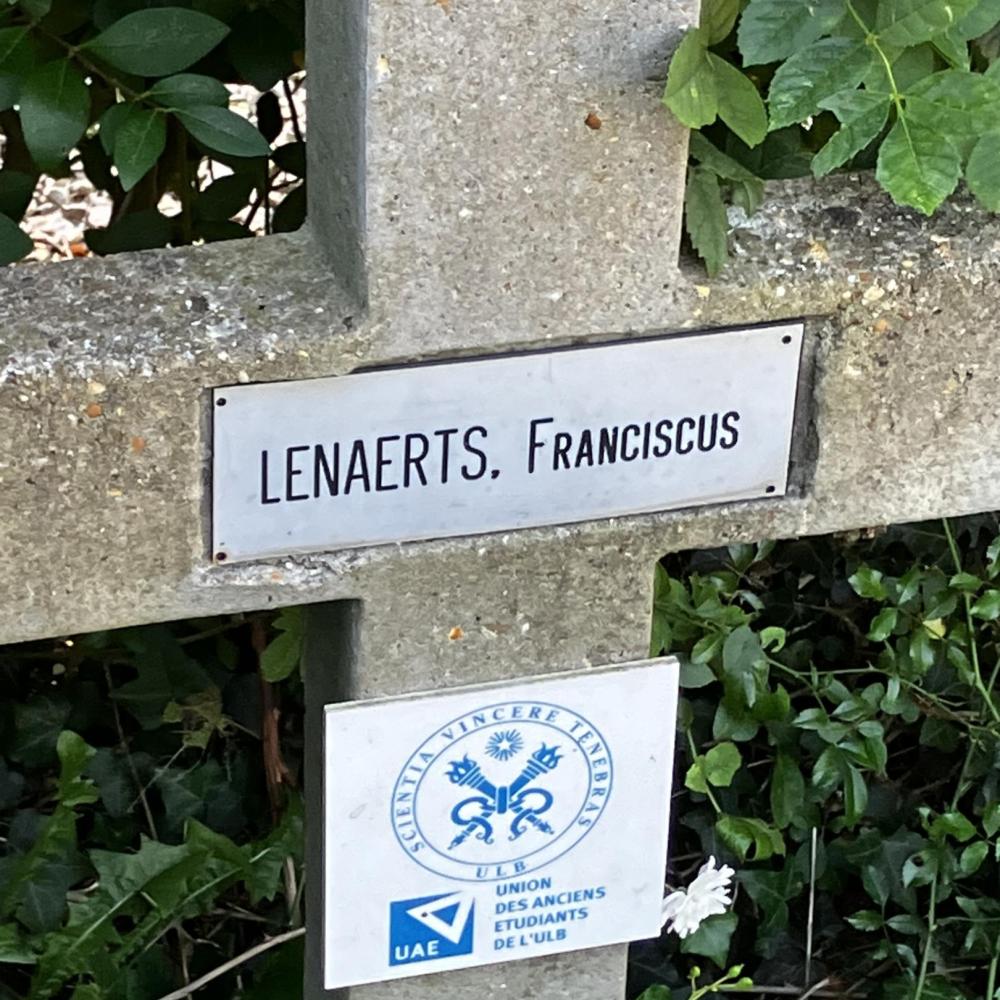 LENAERTS, FRANCISCUS
SCIENTIA VINCERE TENEBRAS
ULB
UAE
UNION
DES ANCIENS
ETUDIANTS
DE L'ULB